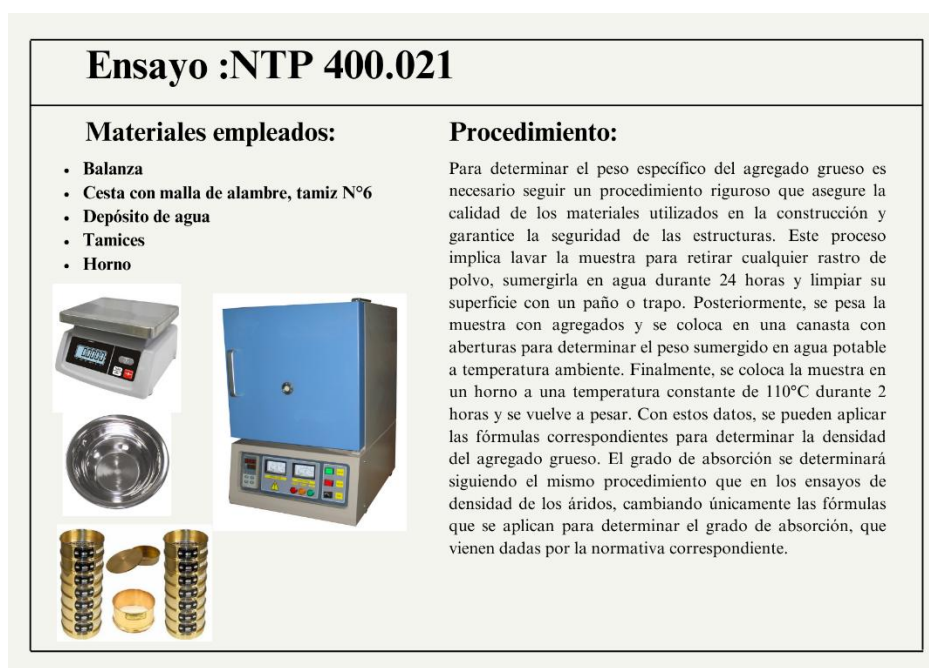 Ensayo :NTP 400.021
Materiales empleados:
• Balanza
• Cesta con malla de alambre, tamiz N°6
• Depósito de agua
• Tamices
• Horno
Procedimiento:
Para determinar el peso específico del agregado grueso es
necesario seguir un procedimiento riguroso que asegure la
calidad de los materiales utilizados en la construcción y
garantice la seguridad de las estructuras. Este proceso
implica lavar la muestra para retirar cualquier rastro de
polvo, sumergirla en agua durante 24 horas y limpiar su
superficie con un paño o trapo. Posteriormente, se pesa la
muestra con agregados y se coloca en una canasta con
aberturas para determinar el peso sumergido en agua potable
a temperatura ambiente. Finalmente, se coloca la muestra en
un horno a una temperatura constante de 110°C durante 2
horas y se vuelve a pesar. Con estos datos, se pueden aplicar
las fórmulas correspondientes para determinar la densidad
del agregado grueso. El grado de absorción se determinará
siguiendo el mismo procedimiento que en los ensayos de
densidad de los áridos, cambiando únicamente las fórmulas
que se aplican para determinar el grado de absorción, que
vienen dadas por la normativa correspondiente.